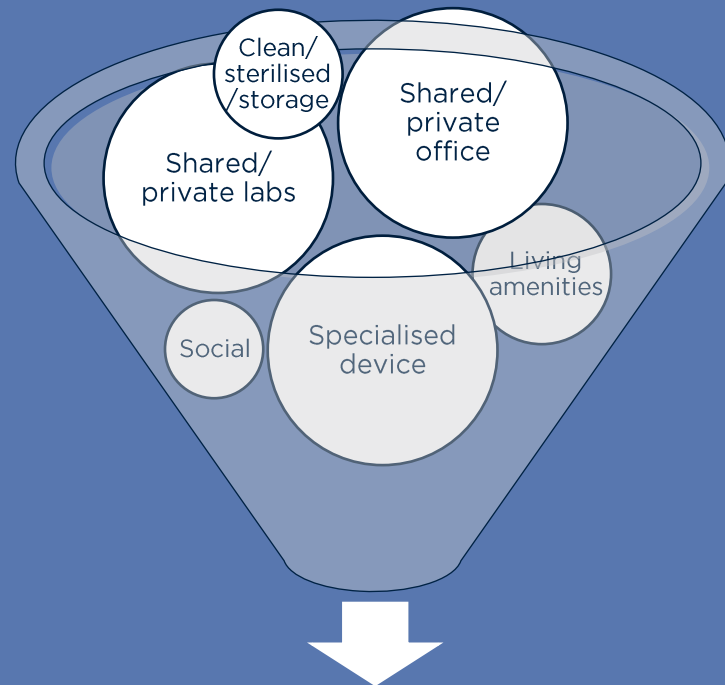 Clean/
sterilised
/storage
Shared/
private
office
Shared/
private labs
Living
amenities
Social
Specialised
device